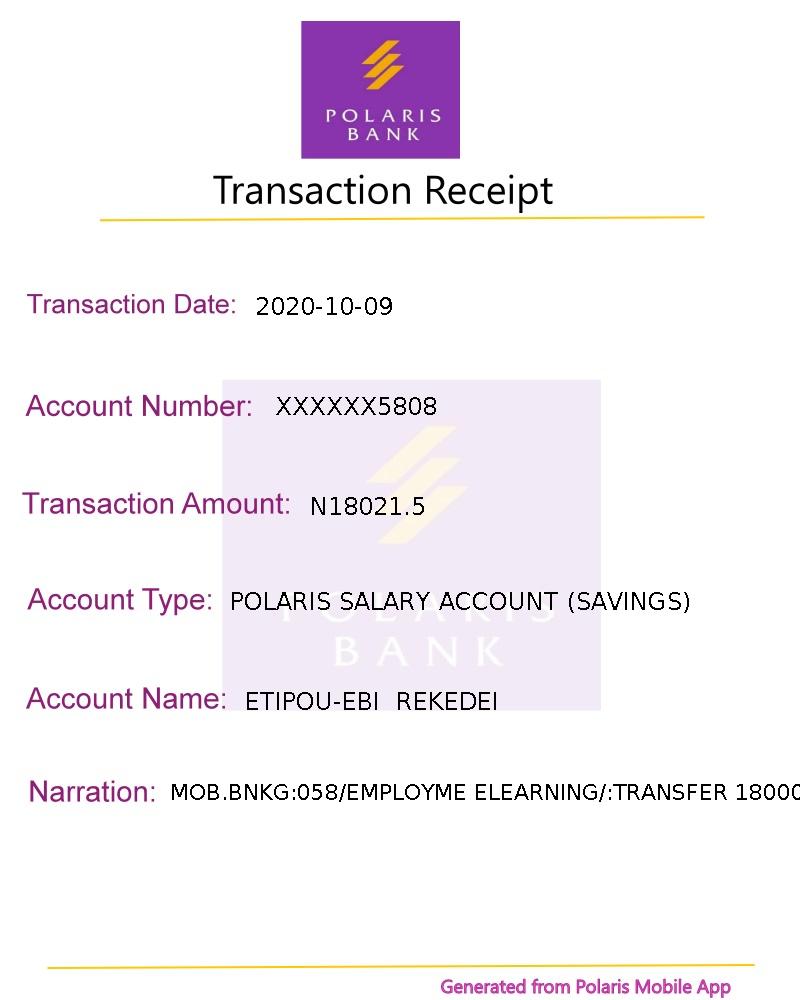 POLARIS
BANK
Transaction Receipt
Transaction Date: 2020-10-09
Account Number: XXXXXX5808
Transaction Amount: N18021.5
Account Type: POLARIS SALARY ACCOUNT (SAVINGS)
POLARIS
BANK
Account Name: ETIPOU-EBI REKEDEI
Narration: MOB.BNKG:058/EMPLOYME ELEARNING/:TRANSFER 18000
Generated from Polaris Mobile App